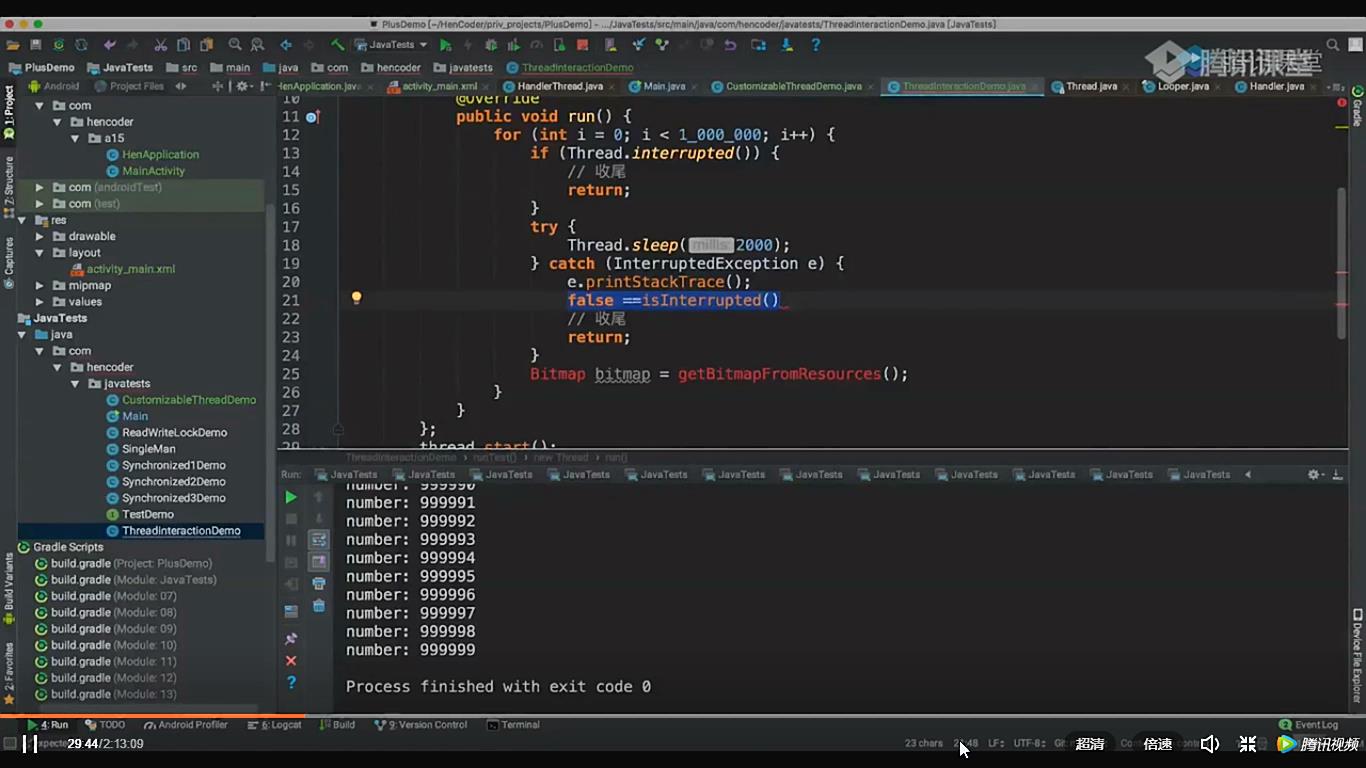 PlusDemo [~/HenCoder/priv_projects/PlusDemo] - .../JavaTests/src/main/java/com/hencoder/javatests/ThreadInteractionDemo.java [JavaTests]
JavaTests
腾讯课堂
PlusDemo JavaTests src main java com hencoder javatests ThreadInteractionDemo
Android Project Files
HenApplication.java activity_main.xml HandlerThread.java Main.java CustomizableThreadDemo.java ThreadInteractionDemo.java Thread.java Looper.java Handler.java
1: Project
Z: Structure
Captures
Build Variants
2: Favorites
Gradle
Device File Explorer
com
hencoder
a15
HenApplication
MainActivity
com (androidTest)
com (test)
res
drawable
layout
activity_main.xml
mipmap
values
JavaTests
java
com
hencoder
javatests
CustomizableThreadDemo
Main
ReadWriteLockDemo
SingleMan
Synchronized1Demo
Synchronized2Demo
Synchronized3Demo
TestDemo
ThreadInteractionDemo
Gradle Scripts
build.gradle (Project: PlusDemo)
build.gradle (Module: JavaTests)
build.gradle (Module: 07)
build.gradle (Module: 08)
build.gradle (Module: 09)
build.gradle (Module: 10)
build.gradle (Module: 11)
build.gradle (Module: 12)
build.gradle (Module: 13)
10 @Override
11 public void run() {
12 for (int i = 0; i < 1_000_000; i++) {
13 if (Thread.interrupted()) {
14 // 收尾
15 return;
16 }
17 try {
18 Thread.sleep( millis: 2000);
19 } catch (InterruptedException e) {
20 e.printStackTrace();
21 false ==isInterrupted()
22 // 收尾
23 return;
24 }
25 Bitmap bitmap = getBitmapFromResources();
26 }
27 }
28 };
29 thread.start();
ThreadInteractionDemo › runTest() › new Thread › run()
Run: JavaTests JavaTests JavaTests JavaTests JavaTests JavaTests JavaTests JavaTests JavaTests JavaTests JavaTests JavaTests
number: 999990
number: 999991
number: 999992
number: 999993
number: 999994
number: 999995
number: 999996
number: 999997
number: 999998
number: 999999
Process finished with exit code 0
4: Run TODO Android Profiler 6: Logcat Build 9: Version Control Terminal Event Log
29:44/2:13:09
23 chars LF÷ UTF-8÷ 超清 倍速 腾讯视频